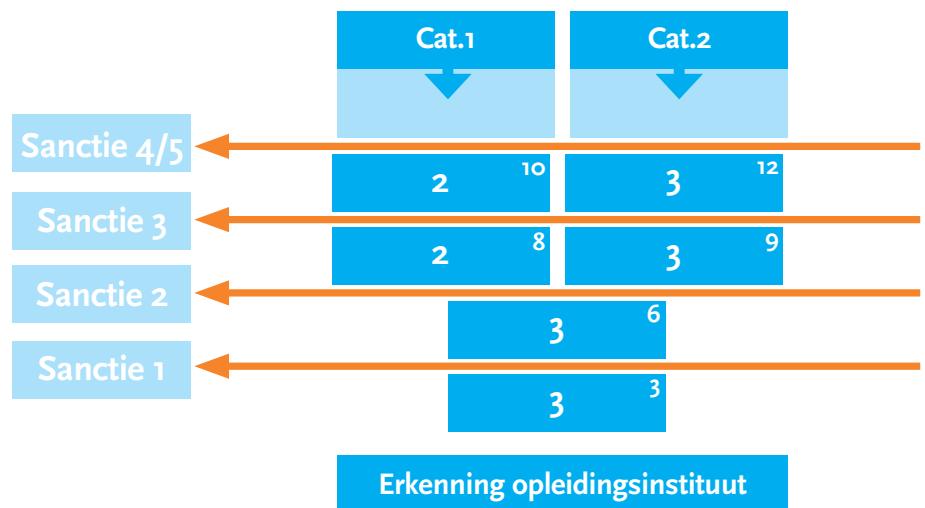 Cat.1
Cat.2
Sanctie 4/5
2 10
3 12
Sanctie 3
2 8
3 9
Sanctie 2
3 6
Sanctie 1
3 3
Erkenning opleidingsinstituut